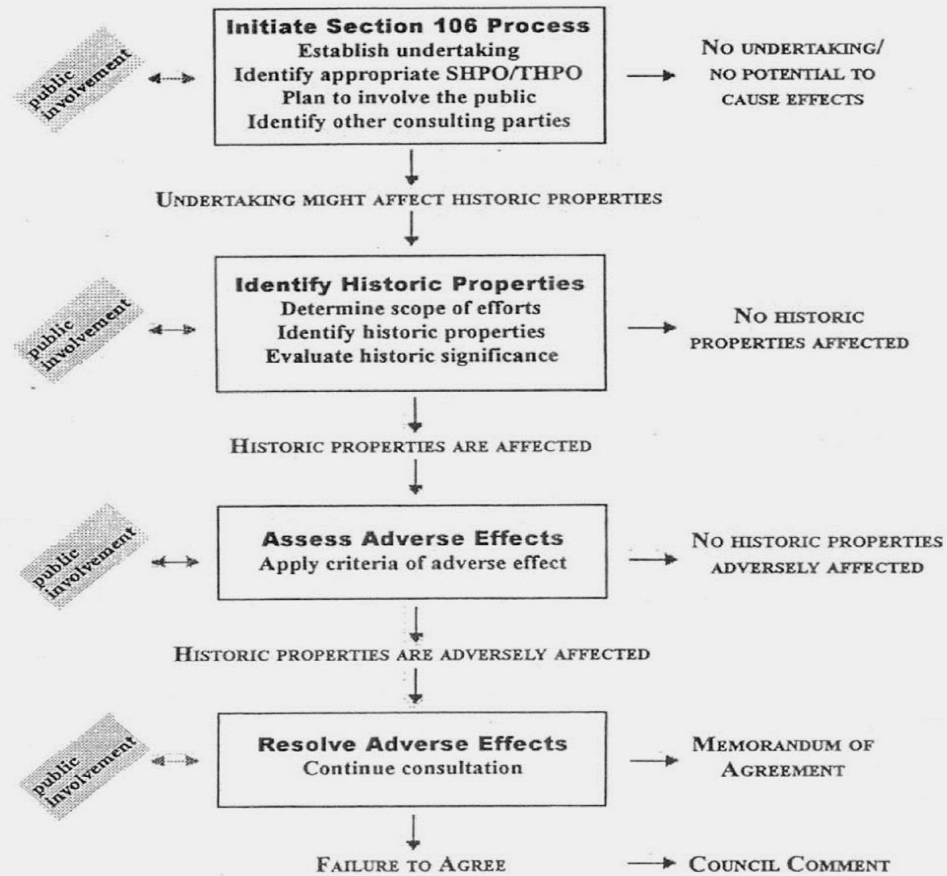 Initiate Section 106 Process
Establish undertaking
Identify appropriate SHPO/THPO
Plan to involve the public
Identify other consulting parties
public
involvement
NO UNDERTAKING/
NO POTENTIAL TO
CAUSE EFFECTS
UNDERTAKING MIGHT AFFECT HISTORIC PROPERTIES
Identify Historic Properties
Determine scope of efforts
Identify historic properties
Evaluate historic significance
public
involvement
NO HISTORIC
PROPERTIES AFFECTED
HISTORIC PROPERTIES ARE AFFECTED
Assess Adverse Effects
Apply criteria of adverse effect
public
involvement
NO HISTORIC PROPERTIES
ADVERSELY AFFECTED
HISTORIC PROPERTIES ARE ADVERSELY AFFECTED
Resolve Adverse Effects
Continue consultation
public
involvement
MEMORANDUM OF
AGREEMENT
FAILURE TO AGREE
COUNCIL COMMENT